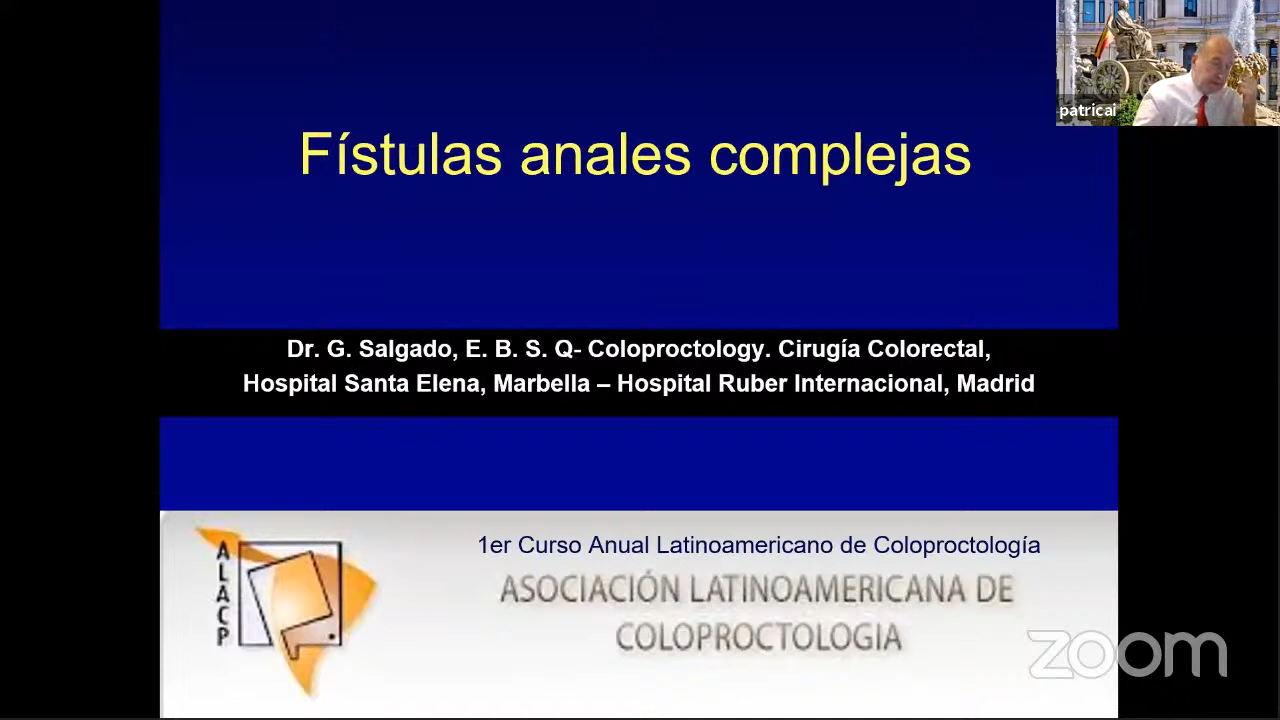 patricai
Fístulas anales complejas
Dr. G. Salgado, E. B. S. Q- Coloproctology. Cirugía Colorectal,
Hospital Santa Elena, Marbella – Hospital Ruber Internacional, Madrid
1er Curso Anual Latinoamericano de Coloproctología
ASOCIACIÓN LATINOAMERICANA DE
COLOPROCTOLOGIA
ALACP
zoom